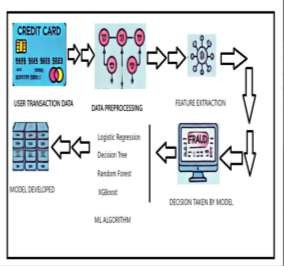 CREDIT CARD
USER TRANSACTION DATA
DATA PREPROCESSING
FEATURE EXTRACTION
Logistic Regression
Decision Tree
Random Forest
XGBoost
ML ALGORITHM
MODEL DEVELOPED
FRAUD
DECISION TAKEN BY MODEL